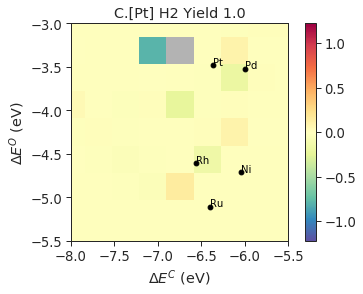 C.[Pt] H2 Yield 1.0
−3.0
−3.5
−4.0
−4.5
−5.0
−5.5
ΔE^O (eV)
Pt
Pd
Rh
Ni
Ru
−8.0 −7.5 −7.0 −6.5 −6.0 −5.5
ΔE^C (eV)
1.0
0.5
0.0
−0.5
−1.0